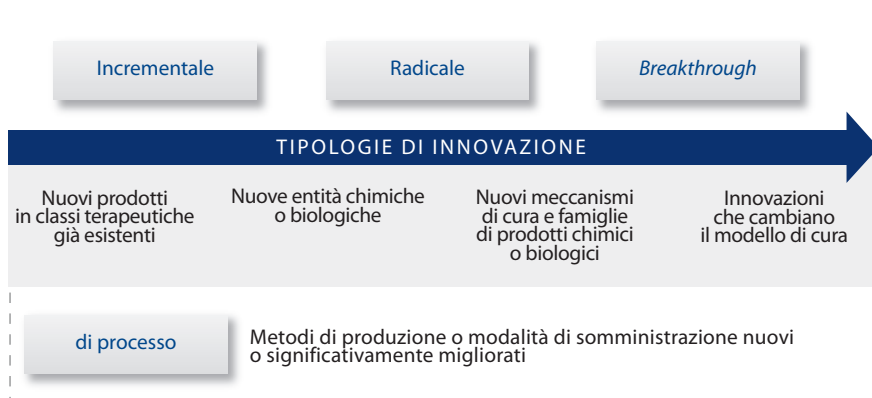 Incrementale
Radicale
Breakthrough
TIPOLOGIE DI INNOVAZIONE
Nuovi prodotti
in classi terapeutiche
già esistenti
Nuove entità chimiche
o biologiche
Nuovi meccanismi
di cura e famiglie
di prodotti chimici
o biologici
Innovazioni
che cambiano
il modello di cura
di processo
Metodi di produzione o modalità di somministrazione nuovi
o significativamente migliorati